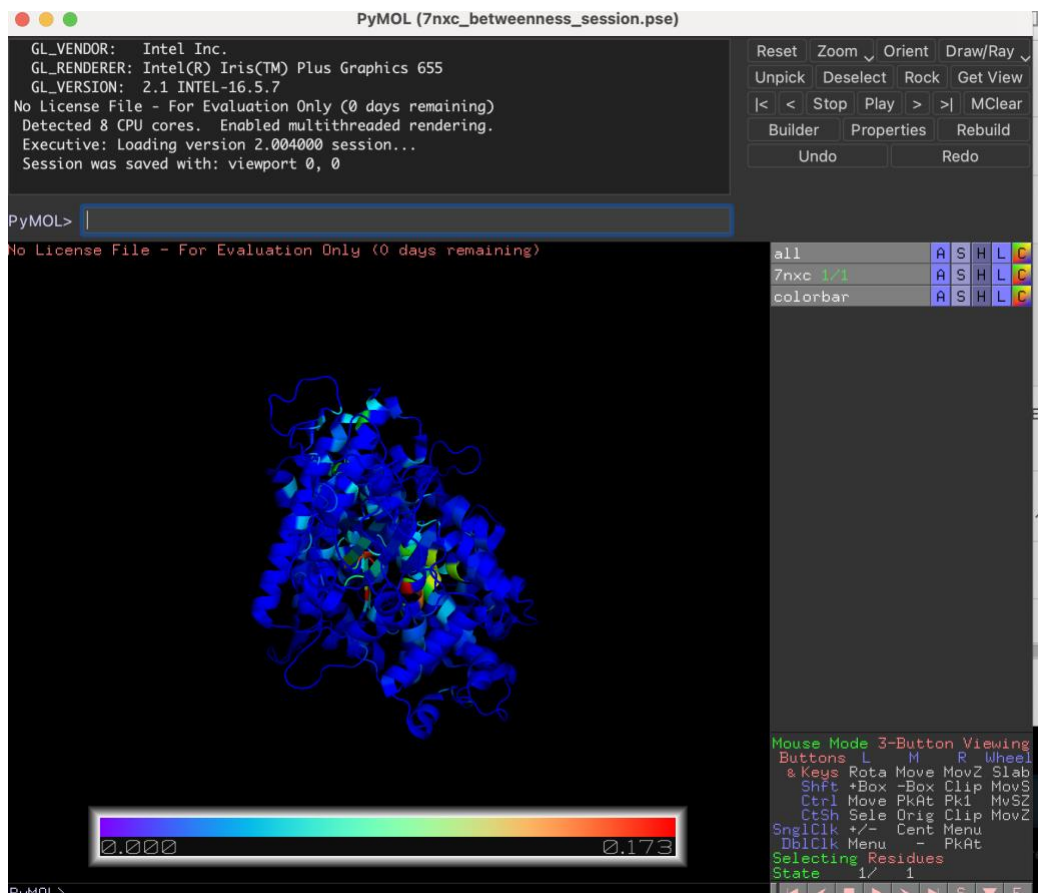 PyMOL (7nxc_betweenness_session.pse)
GL_VENDOR: Intel Inc.
GL_RENDERER: Intel(R) Iris(TM) Plus Graphics 655
GL_VERSION: 2.1 INTEL-16.5.7
No License File - For Evaluation Only (0 days remaining)
Detected 8 CPU cores. Enabled multithreaded rendering.
Executive: Loading version 2.004000 session...
Session was saved with: viewport 0, 0
Reset Zoom Orient Draw/Ray
Unpick Deselect Rock Get View
|< < Stop Play > >| MClear
Builder Properties Rebuild
Undo Redo
PyMOL>
No License File - For Evaluation Only (0 days remaining)
all A S H L C
7nxc 1/1 A S H L C
colorbar A S H L C
0.000 0.173
Mouse Mode 3-Button Viewing
Buttons L M R Wheel
& Keys Rota Move MovZ Slab
Shft +Box -Box Clip MovS
Ctrl Move PkAt Pk1 MvSZ
CtSh Sele Orig Clip MovZ
SnglClk +/- Cent Menu
DblClk Menu - PkAt
Selecting Residues
State 1/ 1
PyMOL>
S F